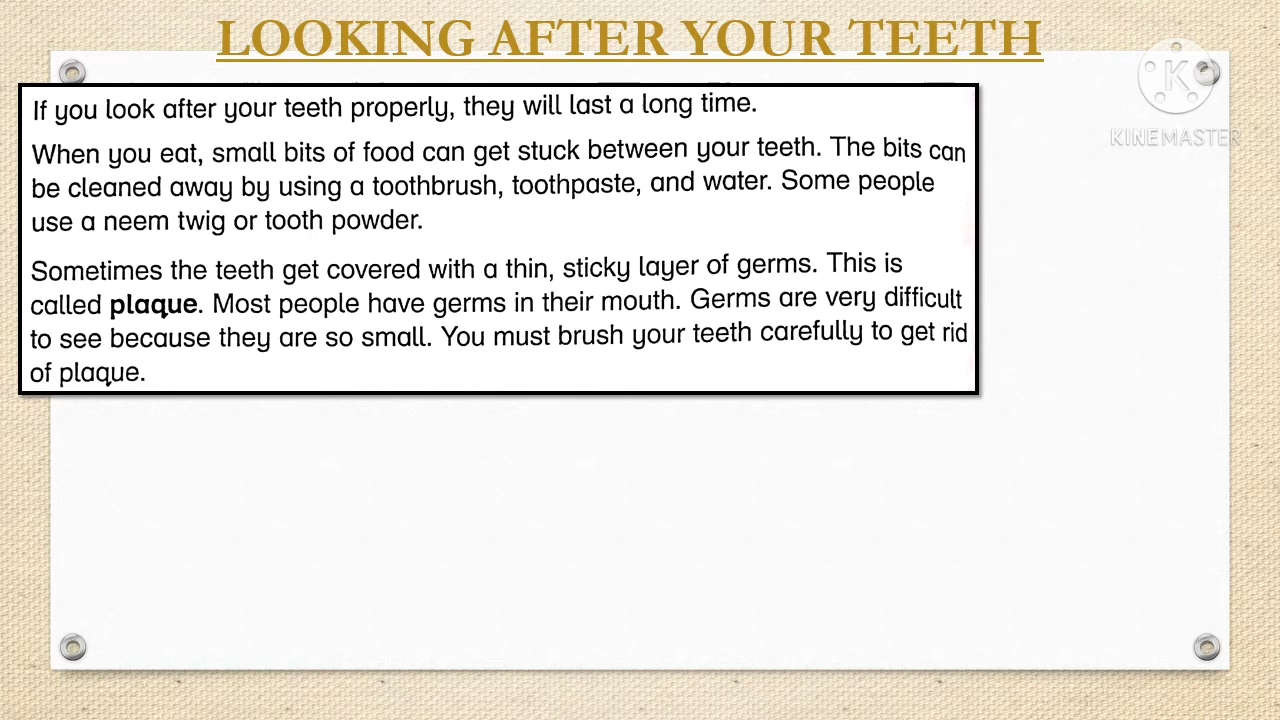 LOOKING AFTER YOUR TEETH
KINEMASTER
If you look after your teeth properly, they will last a long time.
When you eat, small bits of food can get stuck between your teeth. The bits can
be cleaned away by using a toothbrush, toothpaste, and water. Some people
use a neem twig or tooth powder.
Sometimes the teeth get covered with a thin, sticky layer of germs. This is
called plaque. Most people have germs in their mouth. Germs are very difficult
to see because they are so small. You must brush your teeth carefully to get rid
of plaque.